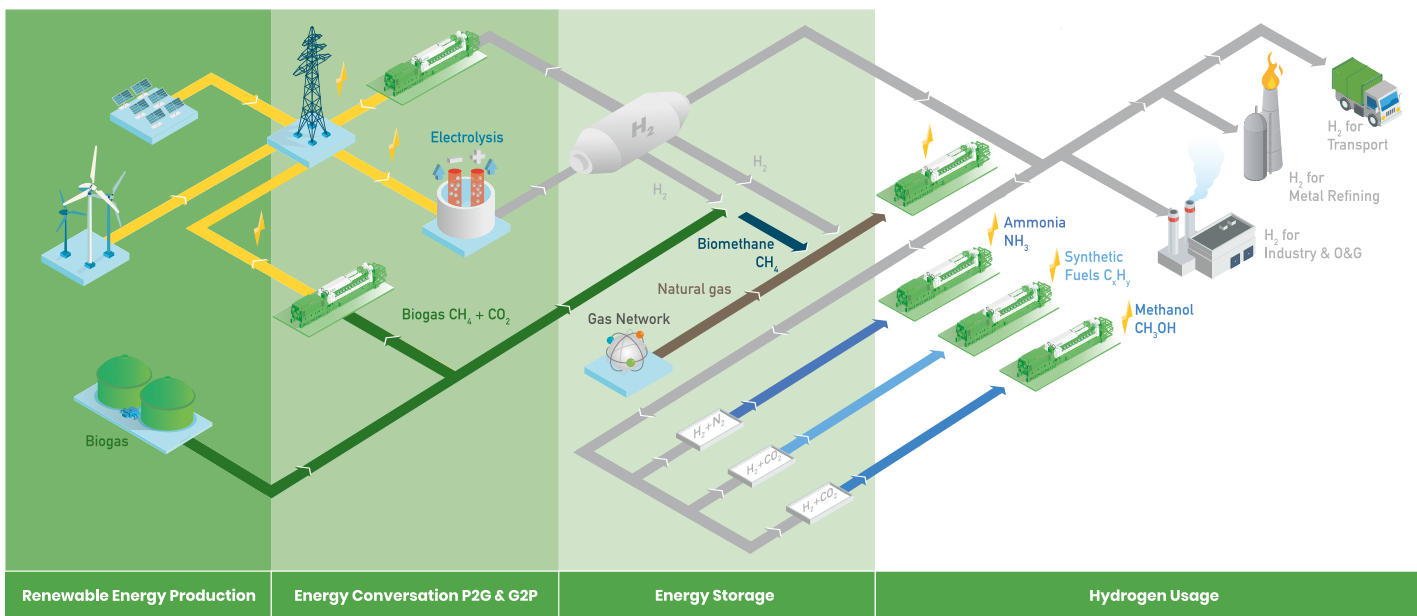 Electrolysis
H₂
H₂
H₂
H₂ for
Transport
H₂ for
Metal Refining
H₂ for
Industry & O&G
Biomethane
CH₄
Ammonia
NH₃
Synthetic
Fuels CₓHᵧ
Natural gas
Methanol
CH₃OH
Biogas CH₄ + CO₂
Gas Network
Biogas
H₂+N₂
H₂+CO₂
H₂+CO₂
Renewable Energy Production
Energy Conversation P2G & G2P
Energy Storage
Hydrogen Usage